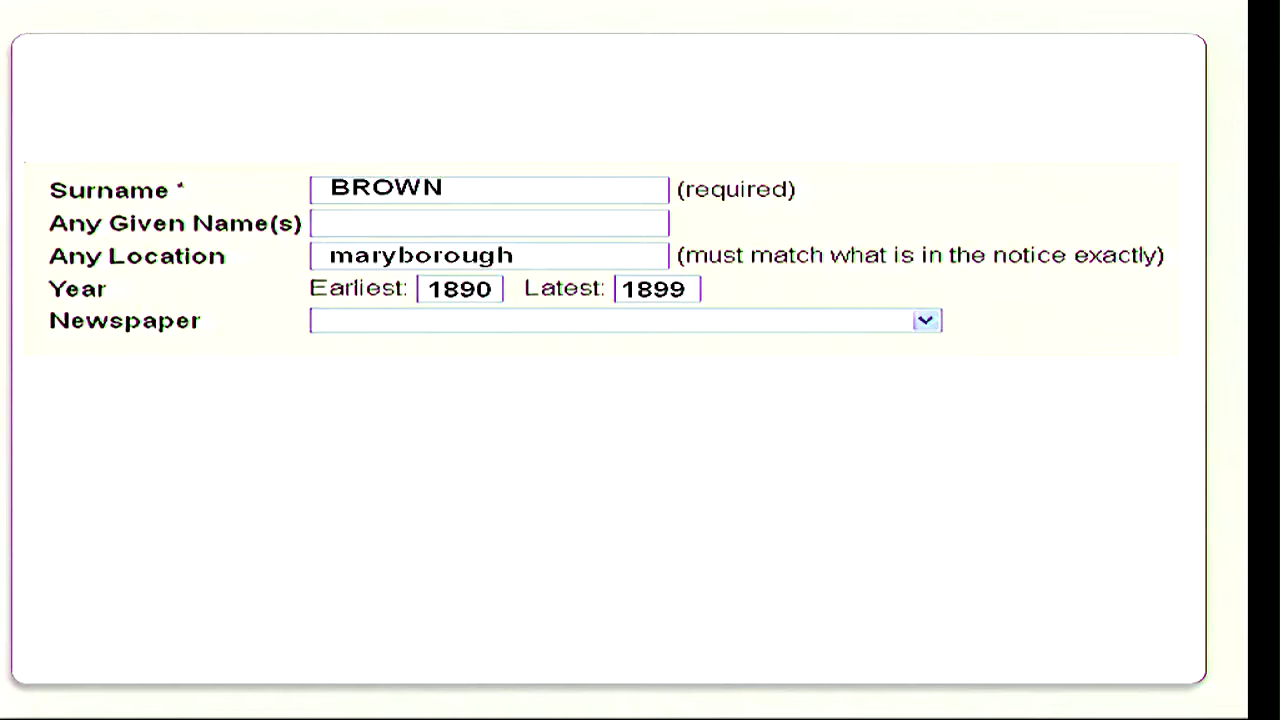 Surname * BROWN (required)
Any Given Name(s)
Any Location maryborough (must match what is in the notice exactly)
Year Earliest: 1890 Latest: 1899
Newspaper